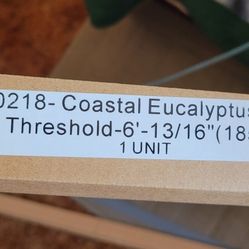 0218- Coastal Eucalyptus
Threshold-6'-13/16"(18
1 UNIT